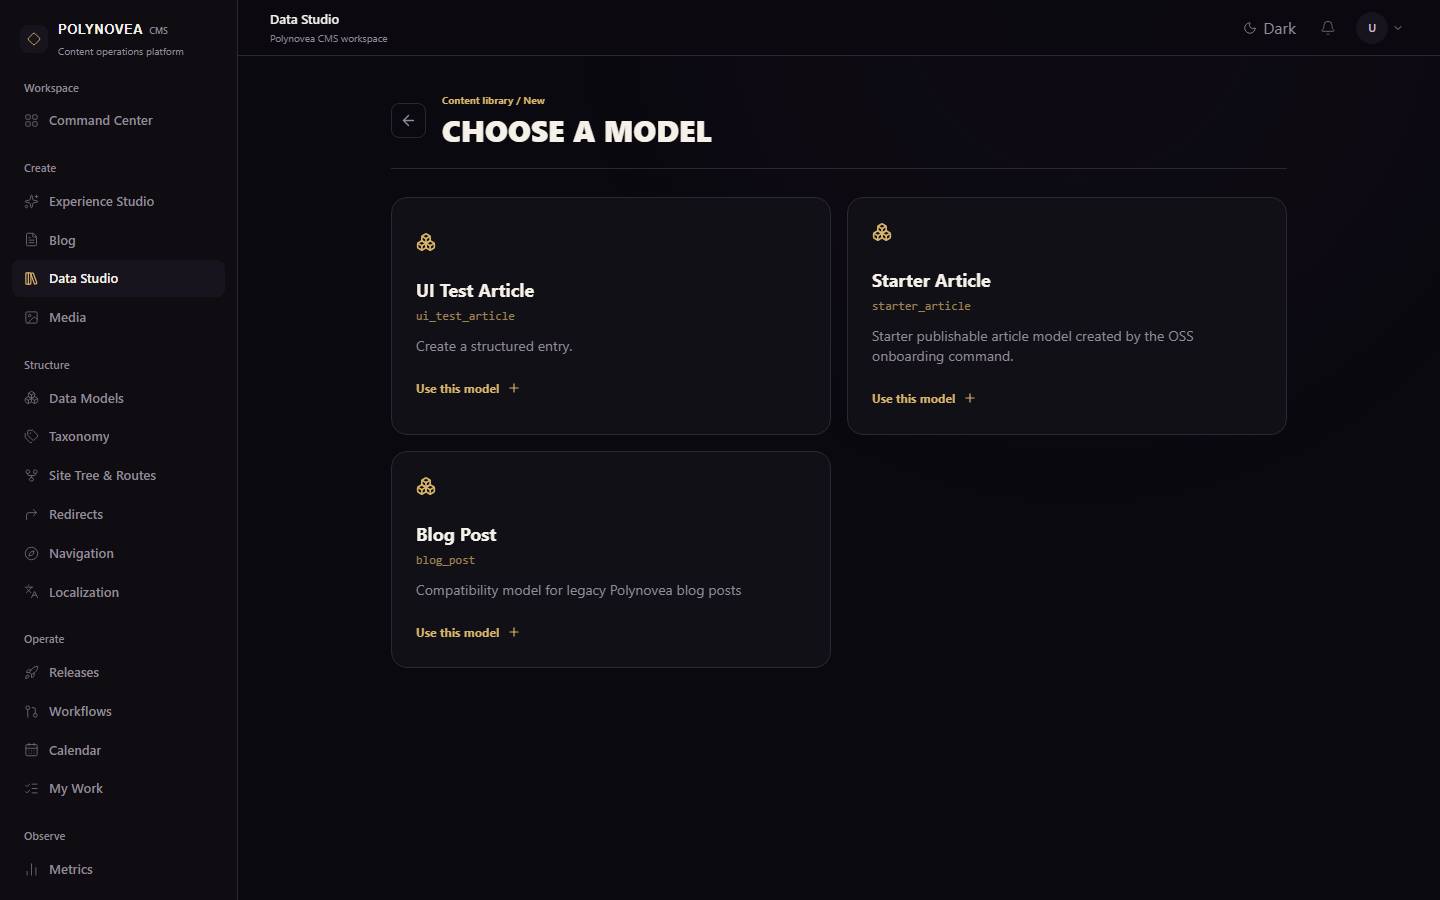 POLYNOVEA CMS
Content operations platform
Workspace
Command Center
Create
Experience Studio
Blog
Data Studio
Media
Structure
Data Models
Taxonomy
Site Tree & Routes
Redirects
Navigation
Localization
Operate
Releases
Workflows
Calendar
My Work
Observe
Metrics
Data Studio
Polynovea CMS workspace
Dark
U
Content library / New
CHOOSE A MODEL
UI Test Article
ui_test_article
Create a structured entry.
Use this model
Starter Article
starter_article
Starter publishable article model created by the OSS
onboarding command.
Use this model
Blog Post
blog_post
Compatibility model for legacy Polynovea blog posts
Use this model